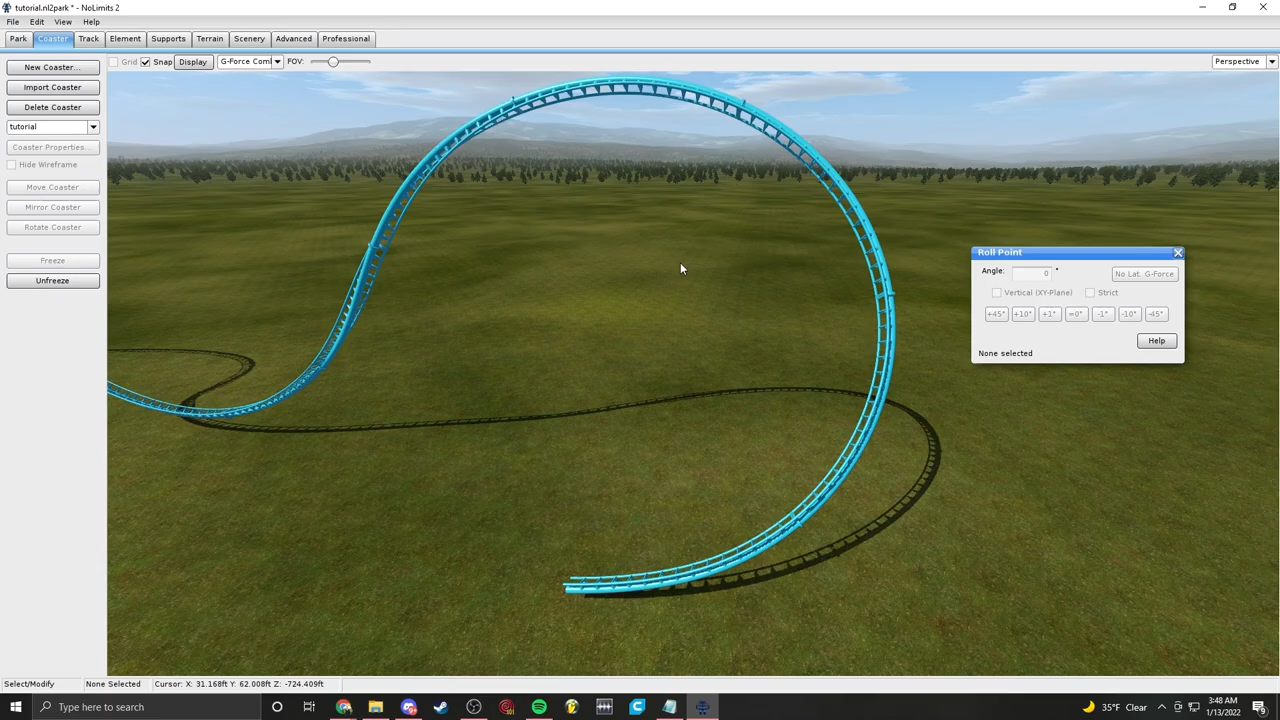 tutorial.nl2park * - NoLimits 2
File Edit View Help
Park Coaster Track Element Supports Terrain Scenery Advanced Professional
Grid Snap Display G-Force Coml FOV: Perspective
New Coaster...
Import Coaster
Delete Coaster
tutorial
Coaster Properties...
Hide Wireframe
Move Coaster
Mirror Coaster
Rotate Coaster
Freeze
Unfreeze
Roll Point
Angle: 0 ° No Lat. G-Force
Vertical (XY-Plane) Strict
+45° +10° +1° =0° -1° -10° -45°
Help
None selected
Select/Modify None Selected Cursor: X: 31.168ft Y: 62.008ft Z: -724.409ft
Type here to search
35°F Clear
3:48 AM
1/13/2022